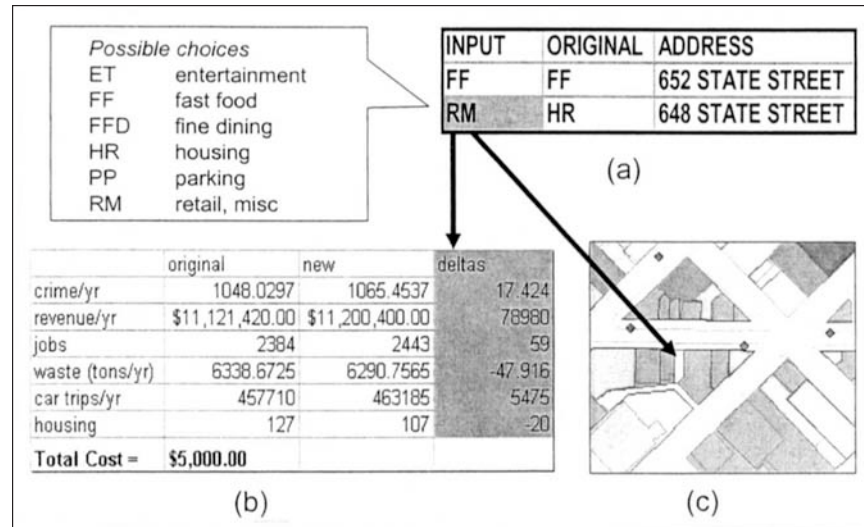 Possible choices
ET entertainment
FF fast food
FFD fine dining
HR housing
PP parking
RM retail, misc
INPUT ORIGINAL ADDRESS
FF FF 652 STATE STREET
RM HR 648 STATE STREET
(a)
original new deltas
crime/yr 1048.0297 1065.4537 17.424
revenue/yr $11,121,420.00 $11,200,400.00 78980
jobs 2384 2443 59
waste (tons/yr) 6338.6725 6290.7565 -47.916
car trips/yr 457710 463185 5475
housing 127 107 -20
Total Cost = $5,000.00
(b)
(c)